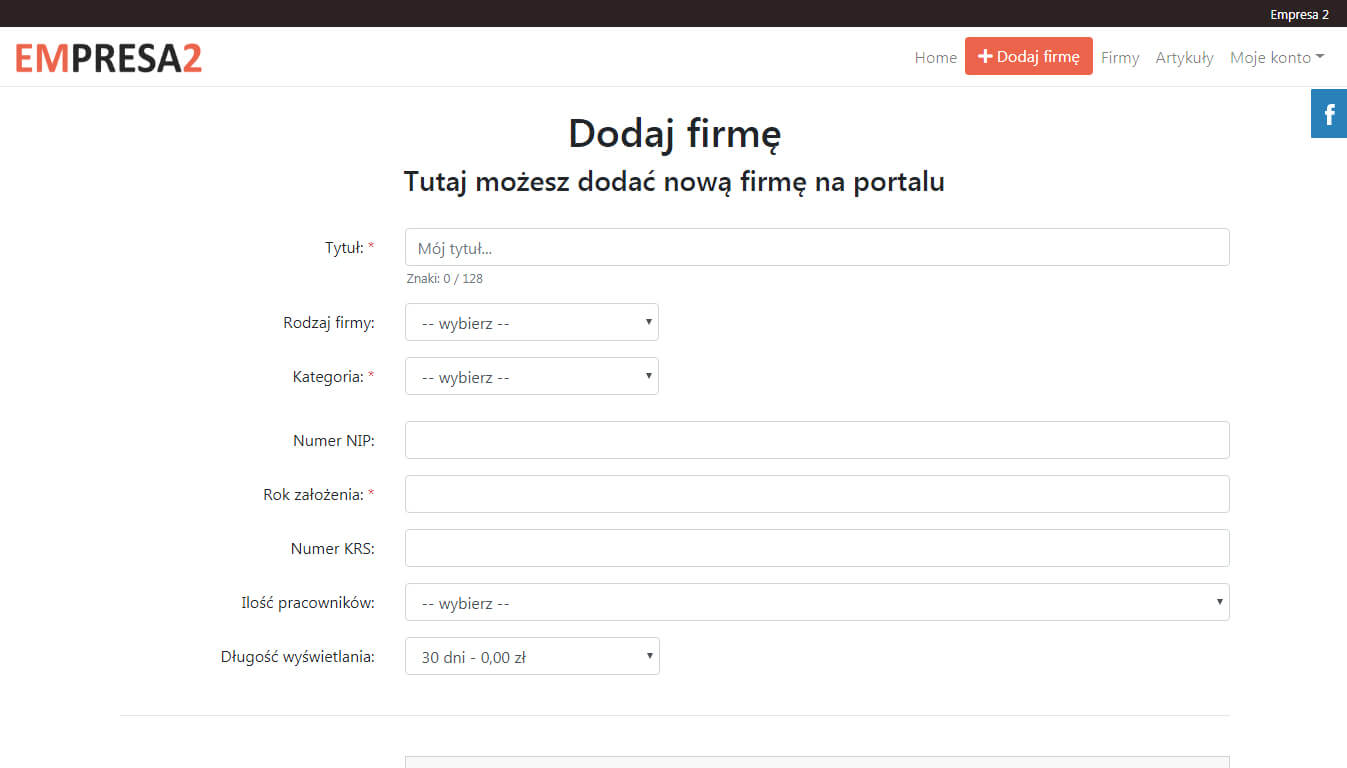 Empresa 2
EMPRESA2
Home Dodaj firmę Firmy Artykuły Moje konto
Dodaj firmę
Tutaj możesz dodać nową firmę na portalu
Tytuł: * Mój tytuł...
Znaki: 0 / 128
Rodzaj firmy: -- wybierz --
Kategoria: * -- wybierz --
Numer NIP:
Rok założenia: *
Numer KRS:
Ilość pracowników: -- wybierz --
Długość wyświetlania: 30 dni - 0,00 zł